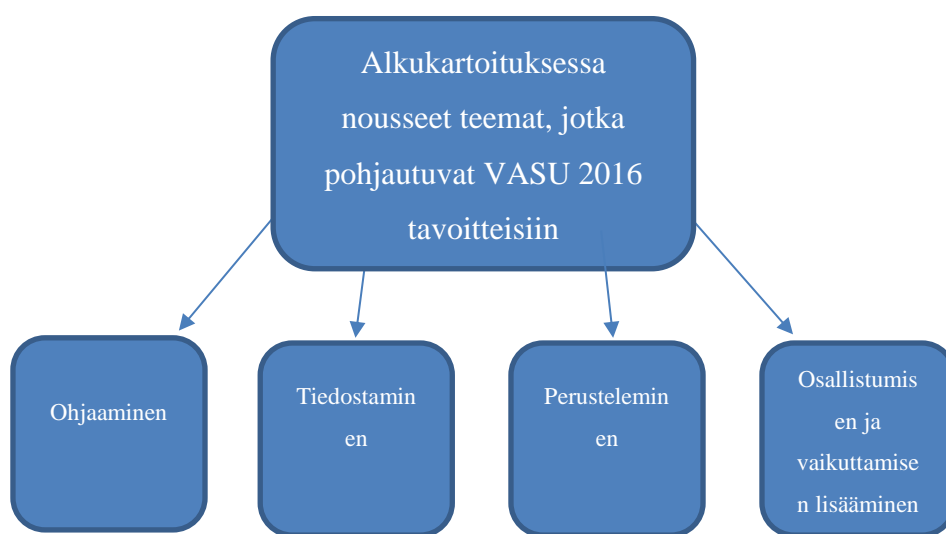 Alkukartoituksessa
nousseet teemat, jotka
pohjautuvat VASU 2016
tavoitteisiin
Ohjaaminen
Tiedostamin
en
Perustelemin
en
Osallistumis
en ja
vaikuttamise
n lisääminen